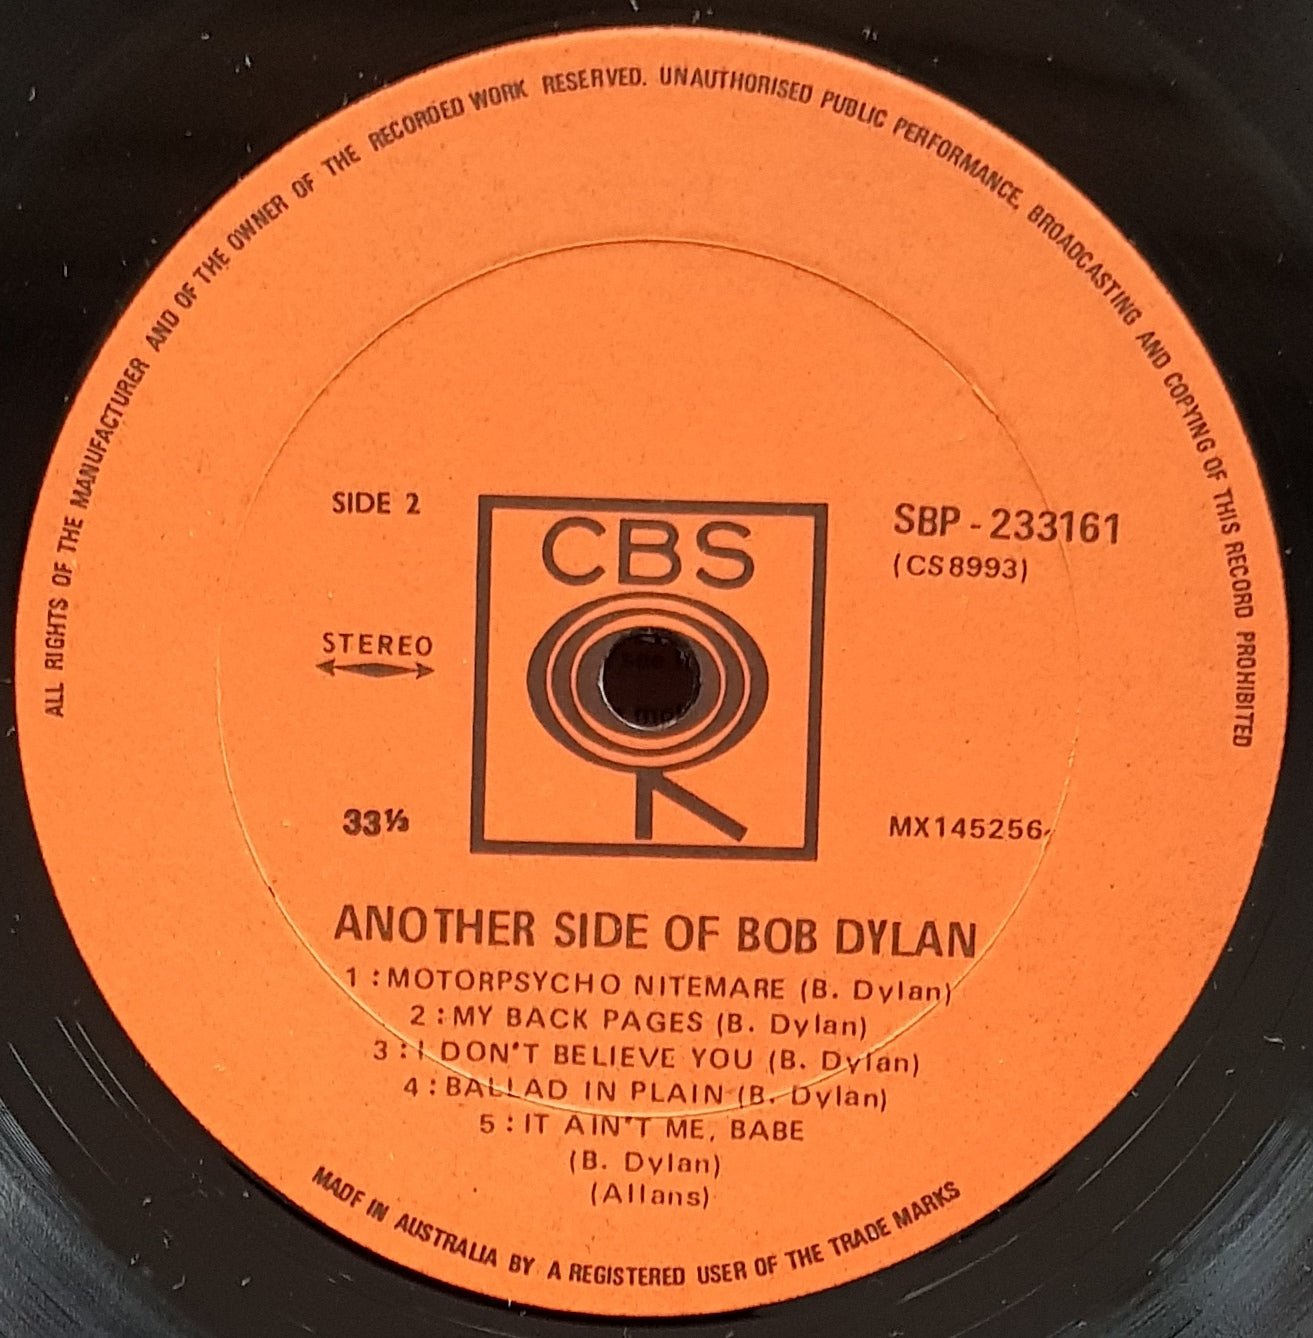 ALL RIGHTS OF THE MANUFACTURER AND OF THE OWNER OF THE RECORDED WORK RESERVED. UNAUTHORISED PUBLIC PERFORMANCE, BROADCASTING AND COPYING OF THIS RECORD PROHIBITED
SIDE 2
CBS
SBP - 233161
(CS 8993)
STEREO
33⅓
MX145256
ANOTHER SIDE OF BOB DYLAN
1 : MOTORPSYCHO NITEMARE (B. Dylan)
2 : MY BACK PAGES (B. Dylan)
3 : I DON'T BELIEVE YOU (B. Dylan)
4 : BALLAD IN PLAIN (B. Dylan)
5 : IT AIN'T ME, BABE
(B. Dylan)
(Allans)
MADE IN AUSTRALIA BY A REGISTERED USER OF THE TRADE MARKS